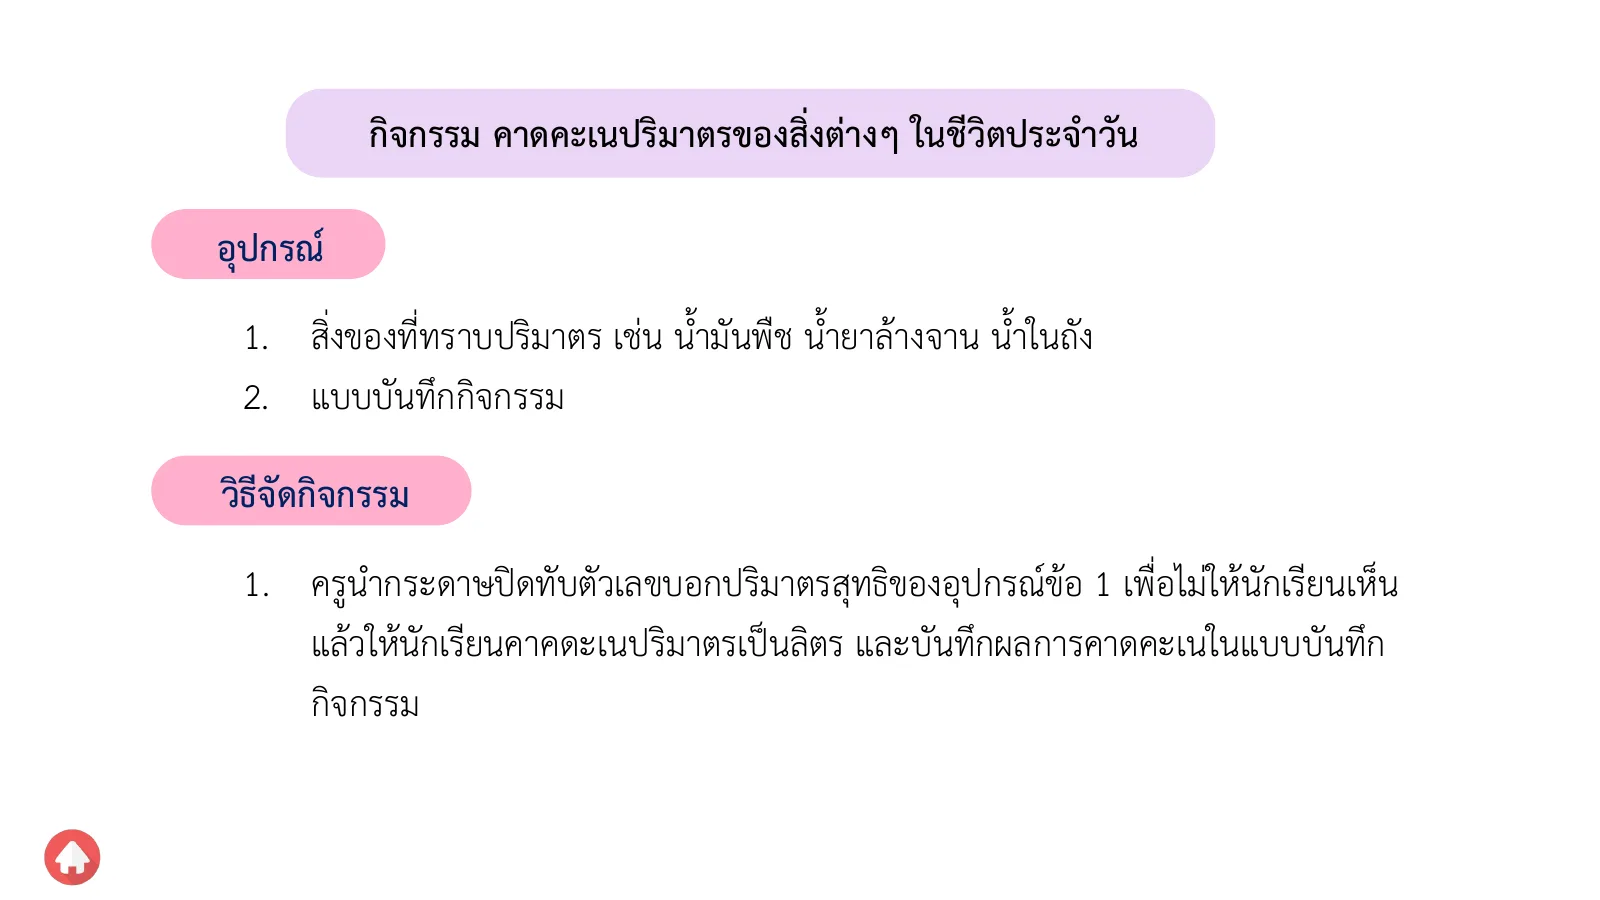 กิจกรรม คาดคะเนปริมาตรของสิ่งต่างๆ ในชีวิตประจำวัน
อุปกรณ์
1. สิ่งของที่ทราบปริมาตร เช่น น้ำมันพืช น้ำยาล้างจาน น้ำในถัง
2. แบบบันทึกกิจกรรม
วิธีจัดกิจกรรม
1. ครูนำกระดาษปิดทับตัวเลขบอกปริมาตรสุทธิของอุปกรณ์ข้อ 1 เพื่อไม่ให้นักเรียนเห็น
แล้วให้นักเรียนคาคดะเนปริมาตรเป็นลิตร และบันทึกผลการคาดคะเนในแบบบันทึก
กิจกรรม